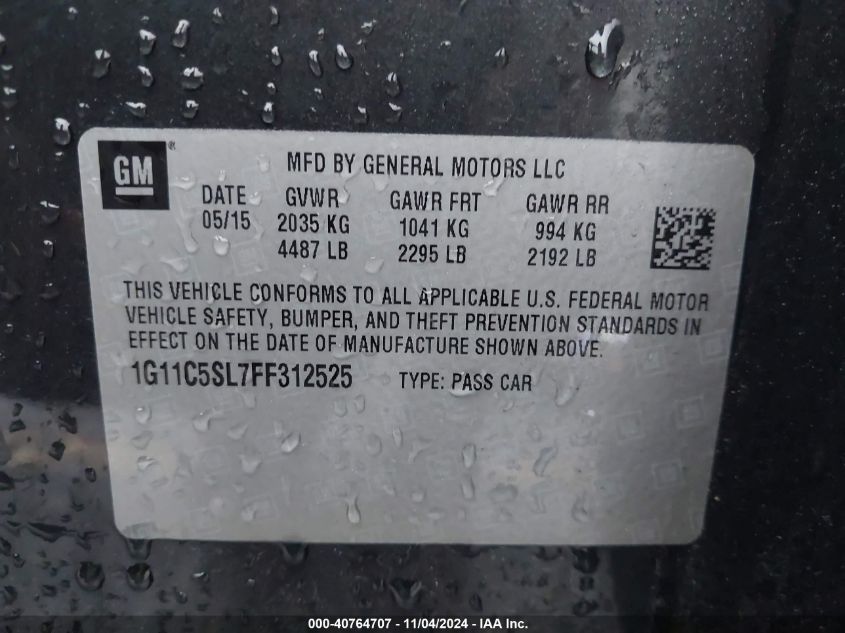 GM®
MFD BY GENERAL MOTORS LLC
DATE GVWR GAWR FRT GAWR RR
05/15 2035 KG 1041 KG 994 KG
4487 LB 2295 LB 2192 LB
THIS VEHICLE CONFORMS TO ALL APPLICABLE U.S. FEDERAL MOTOR
VEHICLE SAFETY, BUMPER, AND THEFT PREVENTION STANDARDS IN
EFFECT ON THE DATE OF MANUFACTURE SHOWN ABOVE.
1G11C5SL7FF312525 TYPE: PASS CAR
000-40764707 - 11/04/2024 - IAA Inc.